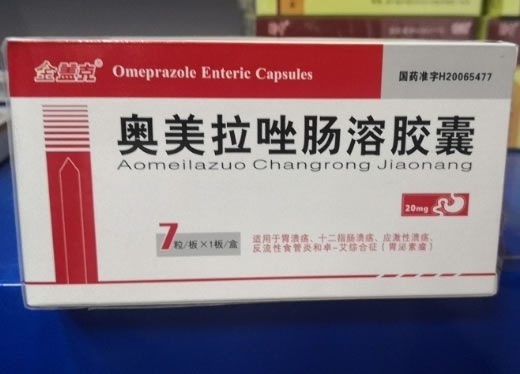 金兰克®
Omeprazole Enteric Capsules
国药准字H20065477
奥美拉唑肠溶胶囊
Aomeilazuo Changrong Jiaonang
20mg
7粒/板×1板/盒
适用于胃溃疡、十二指肠溃疡、应激性溃疡、
反流性食管炎和卓-艾综合征(胃泌素瘤)